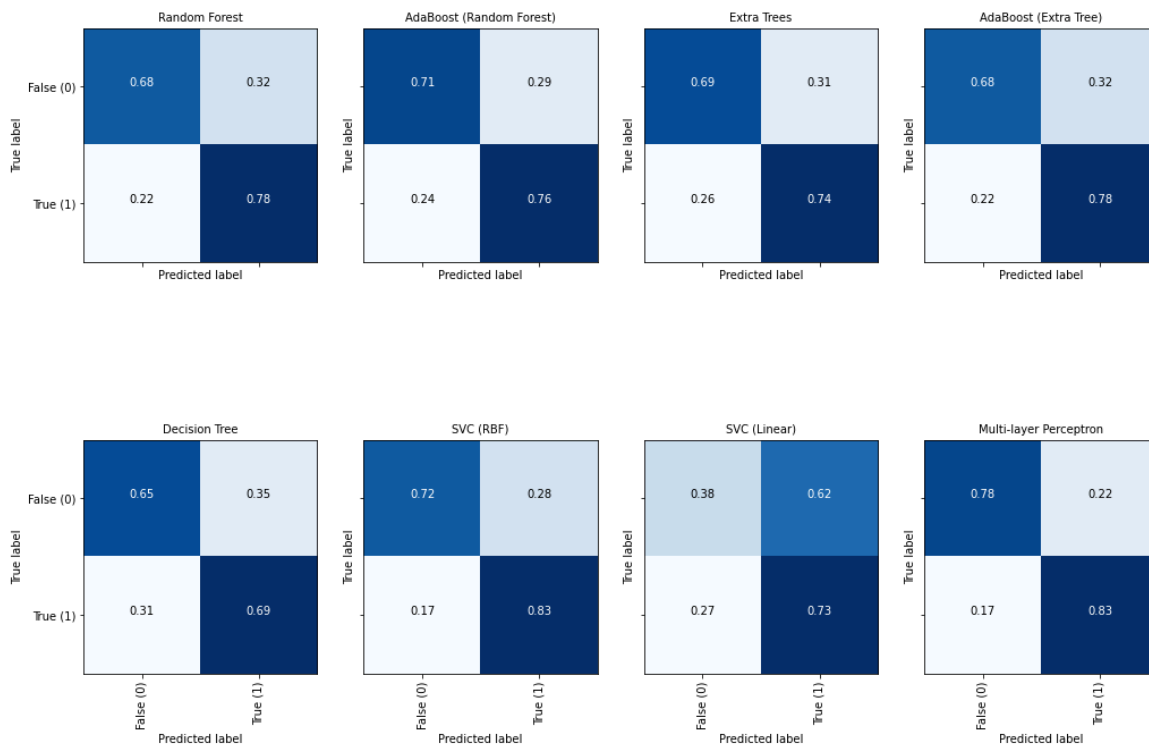 Random Forest
AdaBoost (Random Forest)
Extra Trees
AdaBoost (Extra Tree)
True label
False (0)
0.68
0.32
True (1)
0.22
0.78
Predicted label
True label
0.71
0.29
0.24
0.76
Predicted label
True label
0.69
0.31
0.26
0.74
Predicted label
True label
0.68
0.32
0.22
0.78
Predicted label
Decision Tree
SVC (RBF)
SVC (Linear)
Multi-layer Perceptron
True label
False (0)
0.65
0.35
True (1)
0.31
0.69
False (0)
True (1)
Predicted label
True label
0.72
0.28
0.17
0.83
False (0)
True (1)
Predicted label
True label
0.38
0.62
0.27
0.73
False (0)
True (1)
Predicted label
True label
0.78
0.22
0.17
0.83
False (0)
True (1)
Predicted label